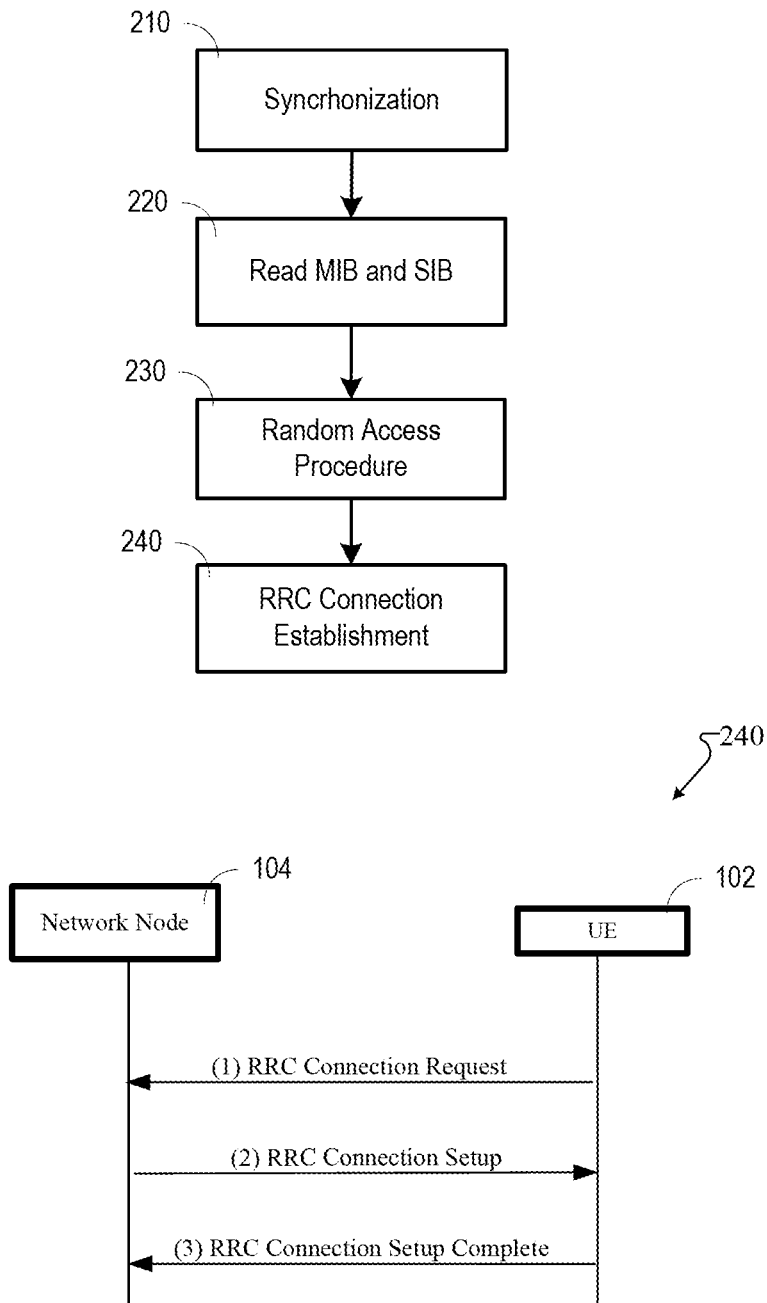 210
Syncrhonization
220
Read MIB and SIB
230
Random Access
Procedure
240
RRC Connection
Establishment
240
104
Network Node
102
UE
(1) RRC Connection Request
(2) RRC Connection Setup
(3) RRC Connection Setup Complete